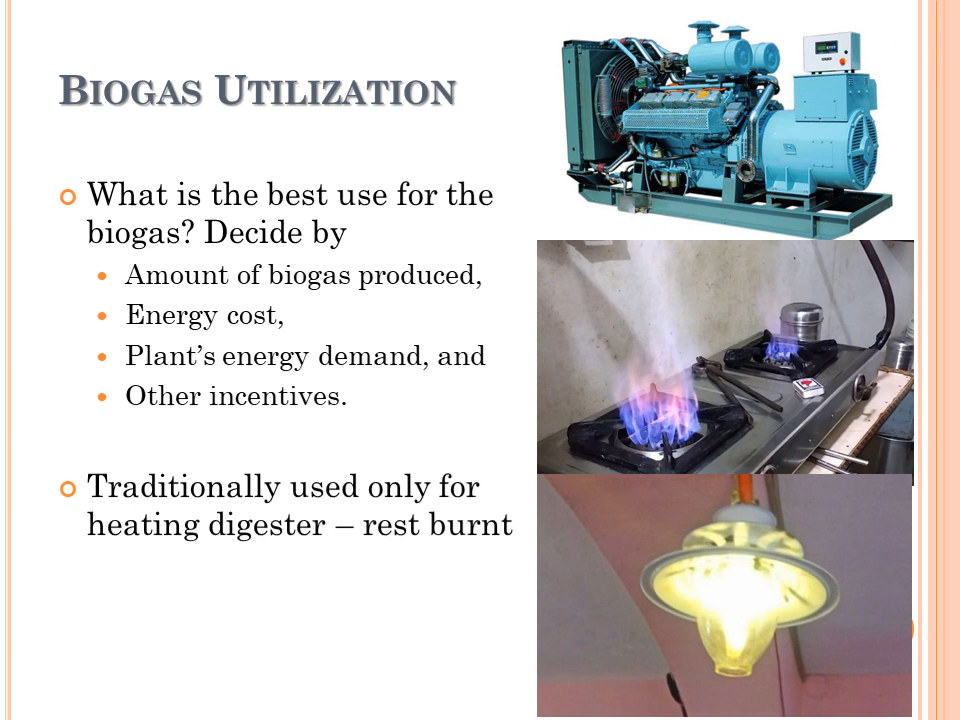 Biogas Utilization
What is the best use for the
biogas? Decide by
Amount of biogas produced,
Energy cost,
Plant’s energy demand, and
Other incentives.
Traditionally used only for
heating digester – rest burnt